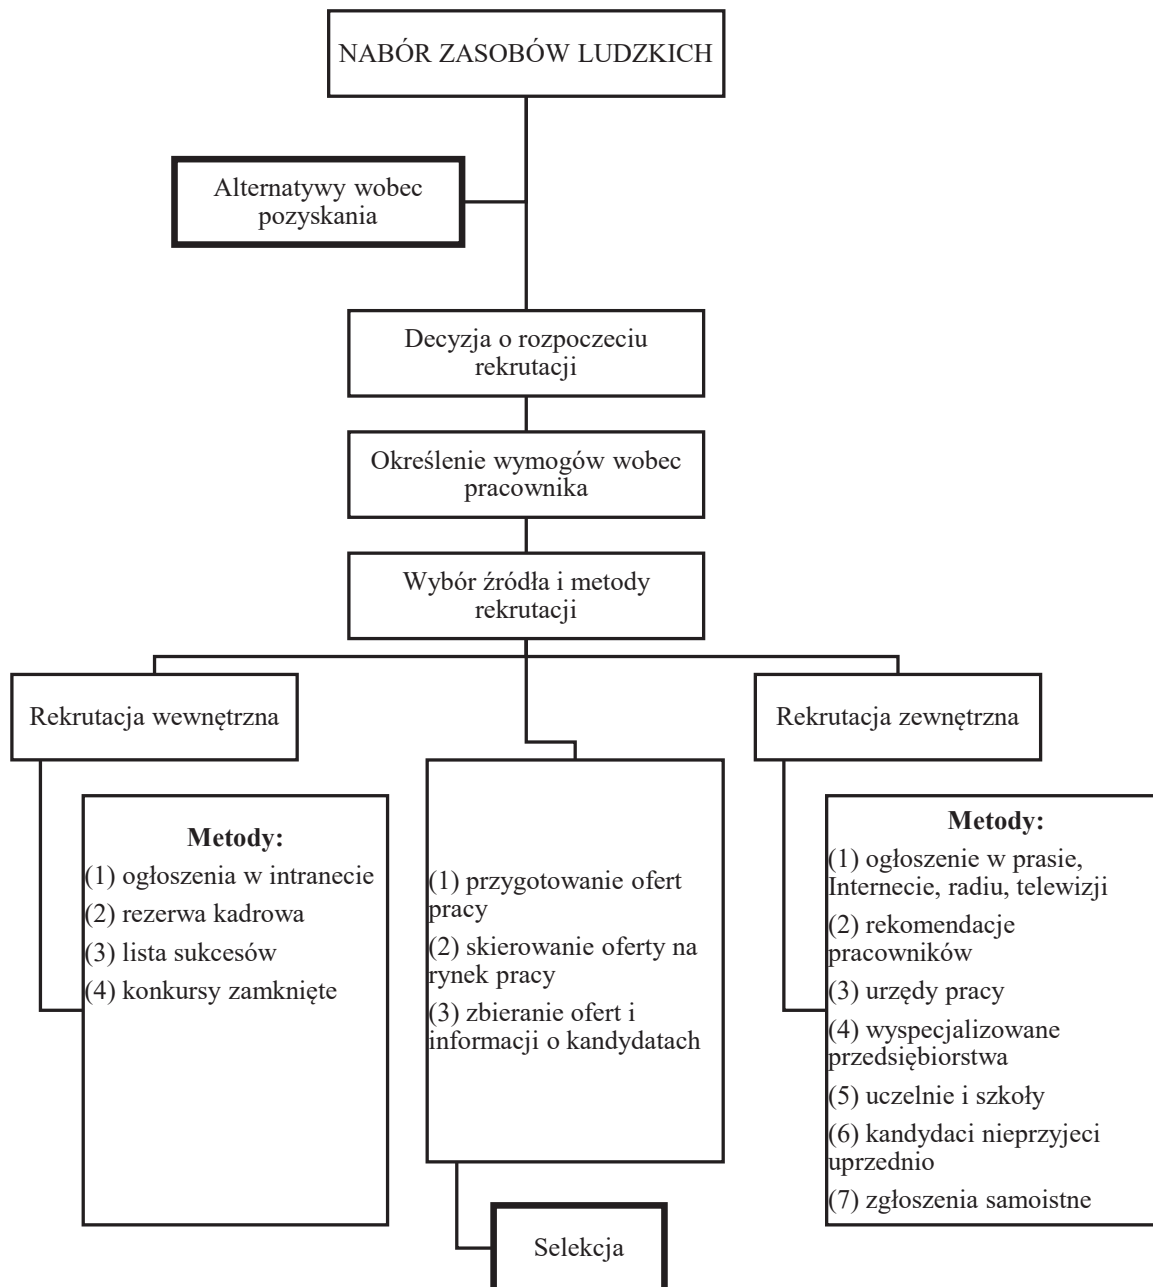 NABÓR ZASOBÓW LUDZKICH
Alternatywy wobec
pozyskania
Decyzja o rozpoczeciu
rekrutacji
Określenie wymogów wobec
pracownika
Wybór źródła i metody
rekrutacji
Rekrutacja wewnętrzna
Metody:
(1) ogłoszenia w intranecie
(2) rezerwa kadrowa
(3) lista sukcesów
(4) konkursy zamknięte
(1) przygotowanie ofert
pracy
(2) skierowanie oferty na
rynek pracy
(3) zbieranie ofert i
informacji o kandydatach
Selekcja
Rekrutacja zewnętrzna
Metody:
(1) ogłoszenie w prasie,
Internecie, radiu, telewizji
(2) rekomendacje
pracowników
(3) urzędy pracy
(4) wyspecjalizowane
przedsiębiorstwa
(5) uczelnie i szkoły
(6) kandydaci nieprzyjeci
uprzednio
(7) zgłoszenia samoistne